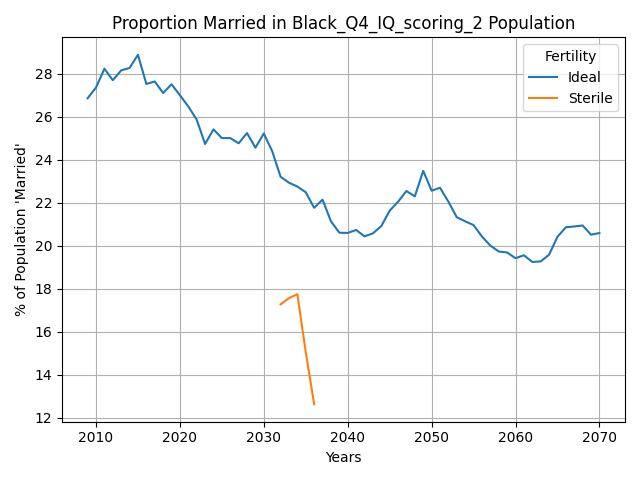 Proportion Married in Black_Q4_IQ_scoring_2 Population
Fertility
Ideal
Sterile
% of Population 'Married'
28
26
24
22
20
18
16
14
12
2010
2020
2030
2040
2050
2060
2070
Years